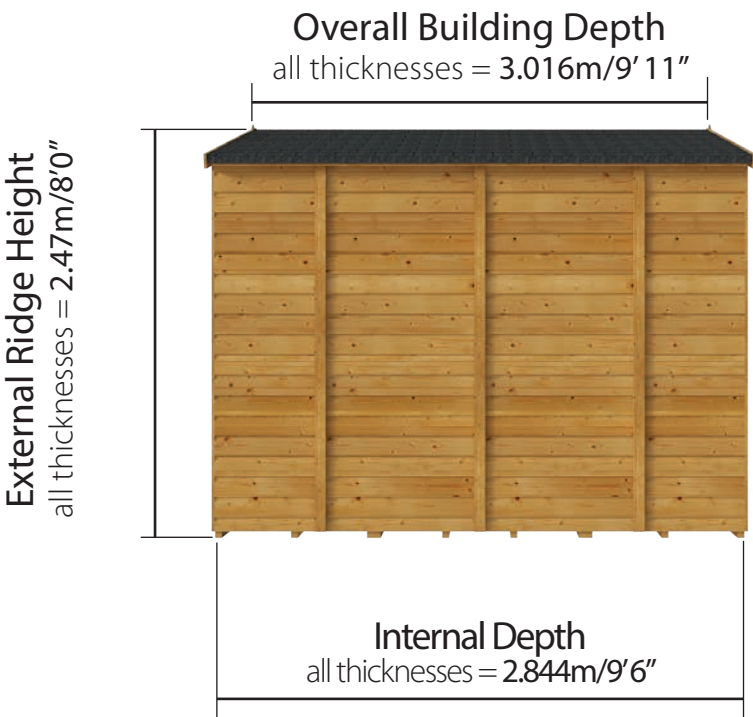 Overall Building Depth
all thicknesses = 3.016m/9' 11”
External Ridge Height
all thicknesses = 2.47m/8’0”
Internal Depth
all thicknesses = 2.844m/9’6”